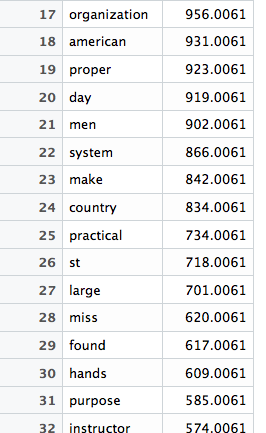 17 organization 956.0061
18 american 931.0061
19 proper 923.0061
20 day 919.0061
21 men 902.0061
22 system 866.0061
23 make 842.0061
24 country 834.0061
25 practical 734.0061
26 st 718.0061
27 large 701.0061
28 miss 620.0061
29 found 617.0061
30 hands 609.0061
31 purpose 585.0061
32 instructor 574.0061